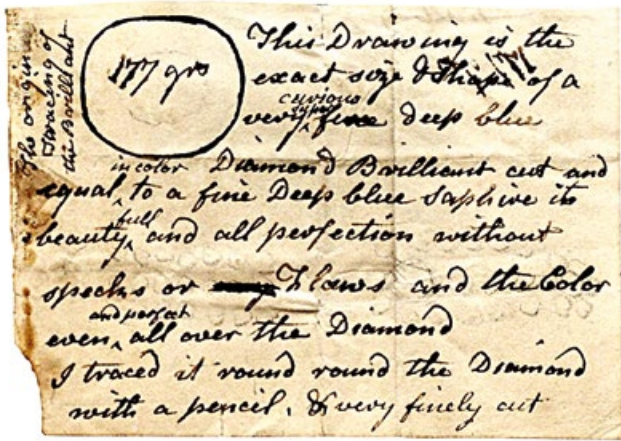 The original
tracing of
the Brilliant
177 grs
This Drawing is the
exact size & Shape of a
curious
very super fine deep blue
in color Diamond Brilliant cut and
equal to a fine Deep blue saphire its
full
beauty and all perfection without
specks or any Flaws and the Color
and perfect
even all over the Diamond
I traced it round round the Diamond
with a pencil. & very finely cut